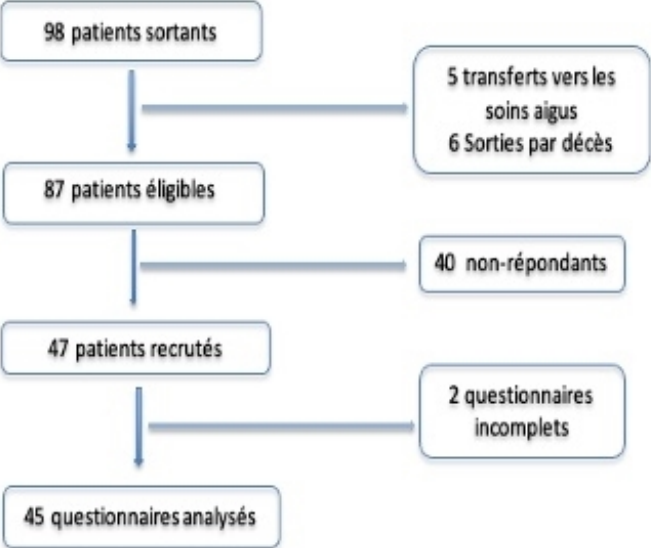 98 patients sortants
5 transferts vers les
soins aigus
6 Sorties par décès
87 patients éligibles
40 non-répondants
47 patients recrutés
2 questionnaires
incomplets
45 questionnaires analysés